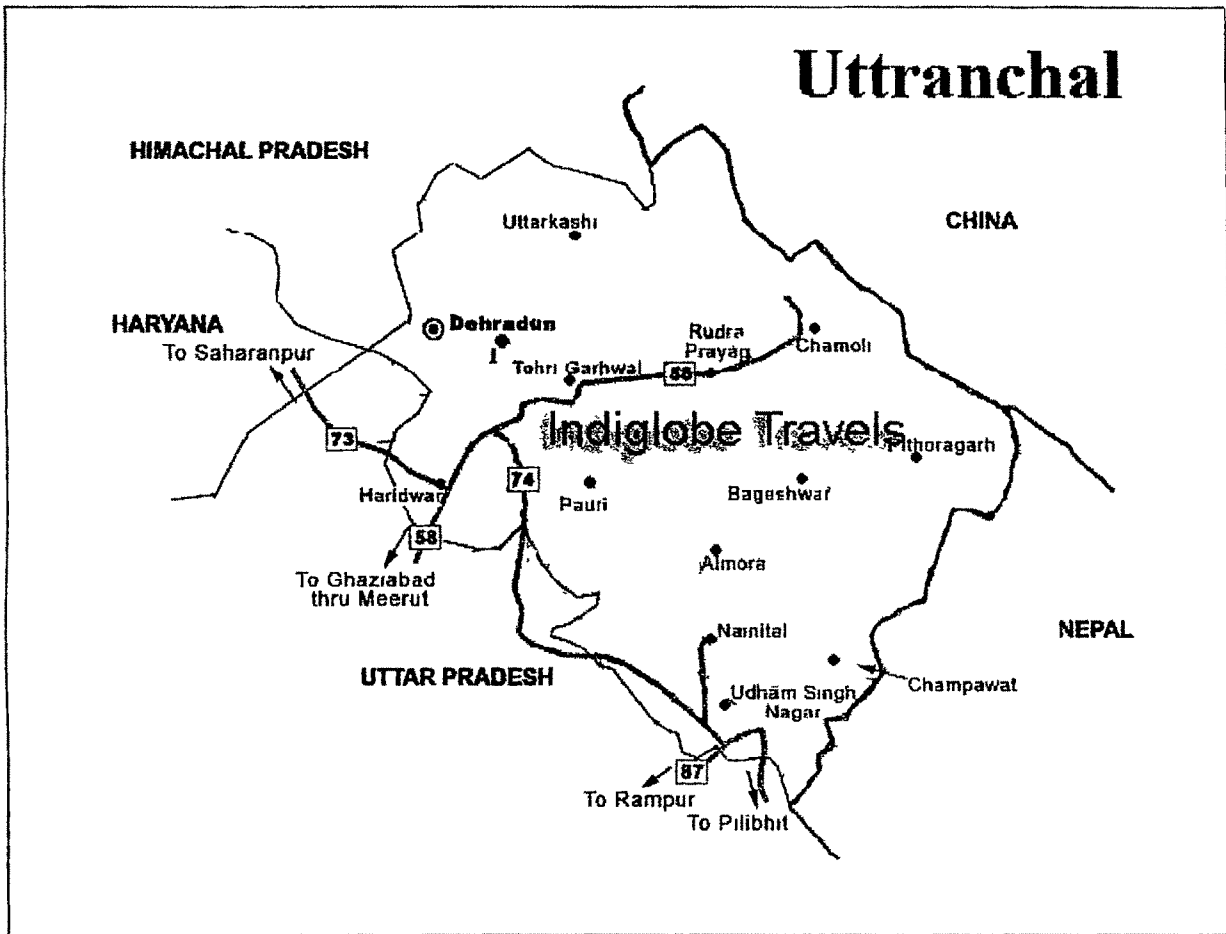 Uttranchal
HIMACHAL PRADESH
CHINA
Uttarkashi
HARYANA
Dehradun
To Saharanpur
I
Rudra
Prayag
Chamoli
Tehri Garhwal
58
Indiglobe Travels
73
Pithoragarh
74
Haridwar
Pauri
Bageshwar
58
Almora
To Ghaziabad
thru Meerut
Nainital
NEPAL
UTTAR PRADESH
Champawat
Udham Singh
Nagar
87
To Rampur
To Pilibhit